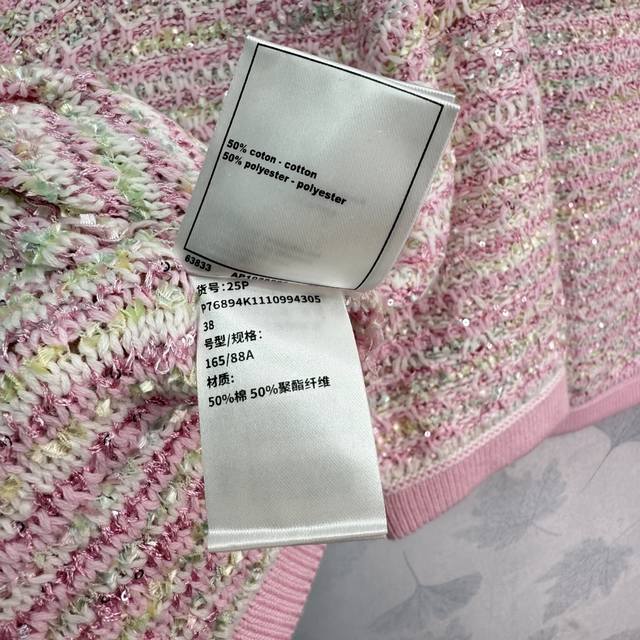 50% coton - cotton
50% polyester - polyester
63833
货号:25P
P76894K1110994305
38
号型/规格:
165/88A
材质:
50%棉 50%聚酯纤维